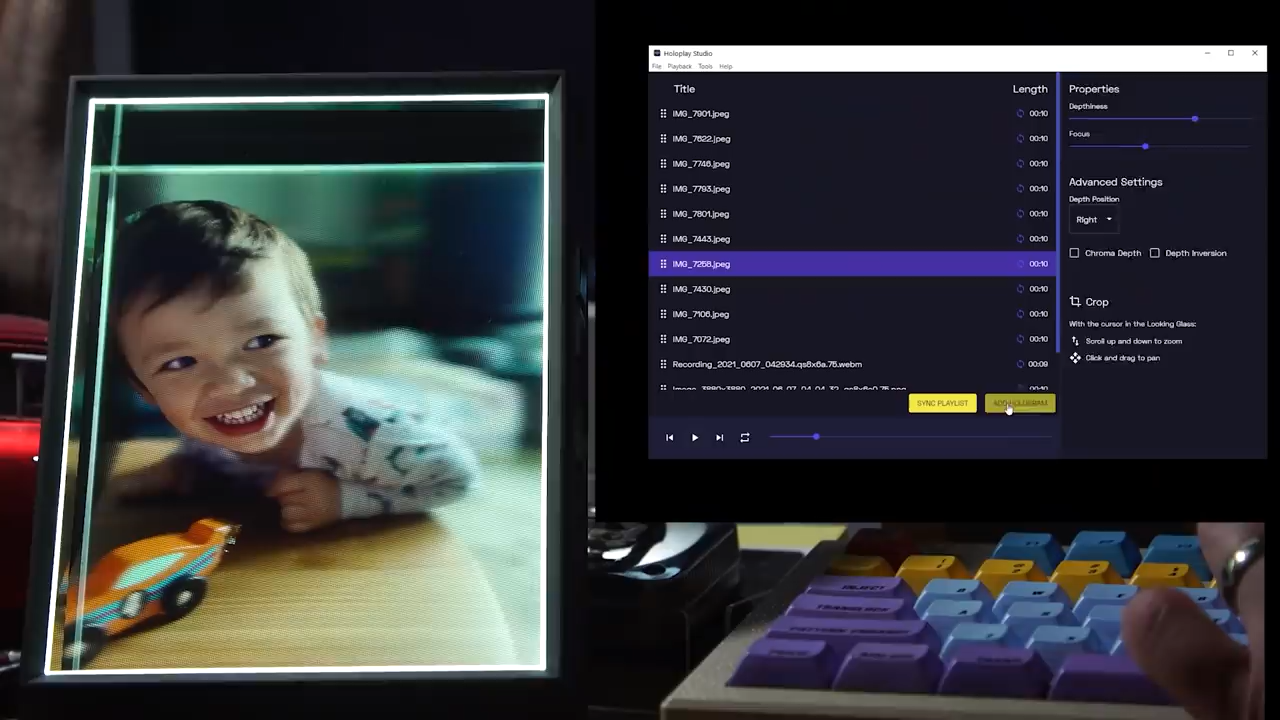 Holoplay Studio
File Playback Tools Help
Title Length
IMG_7901.jpeg 00:10
IMG_7622.jpeg 00:10
IMG_7746.jpeg 00:10
IMG_7793.jpeg 00:10
IMG_7801.jpeg 00:10
IMG_7443.jpeg 00:10
IMG_7258.jpeg 00:10
IMG_7430.jpeg 00:10
IMG_7106.jpeg 00:10
IMG_7072.jpeg 00:10
Recording_2021_0607_042934.qs8x6a.75.webm 00:09
SYNC PLAYLIST
ADD HOLOGRAM
Properties
Depthiness
Focus
Advanced Settings
Depth Position
Right
Chroma Depth Depth Inversion
Crop
With the cursor in the Looking Glass:
Scroll up and down to zoom
Click and drag to pan